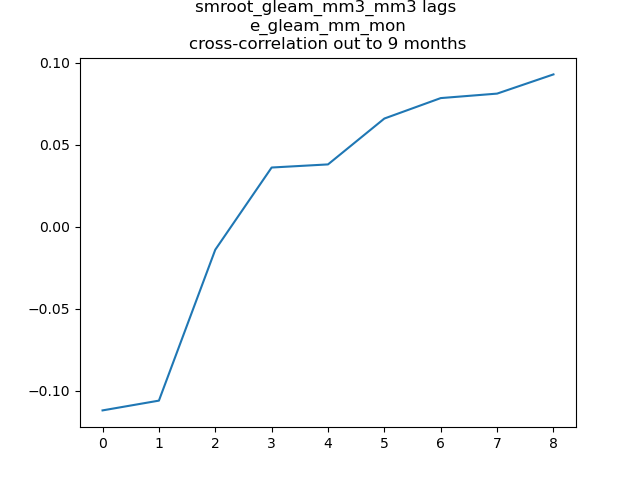 smroot_gleam_mm3_mm3 lags
e_gleam_mm_mon
cross-correlation out to 9 months
0.10
0.05
0.00
−0.05
−0.10
0 1 2 3 4 5 6 7 8